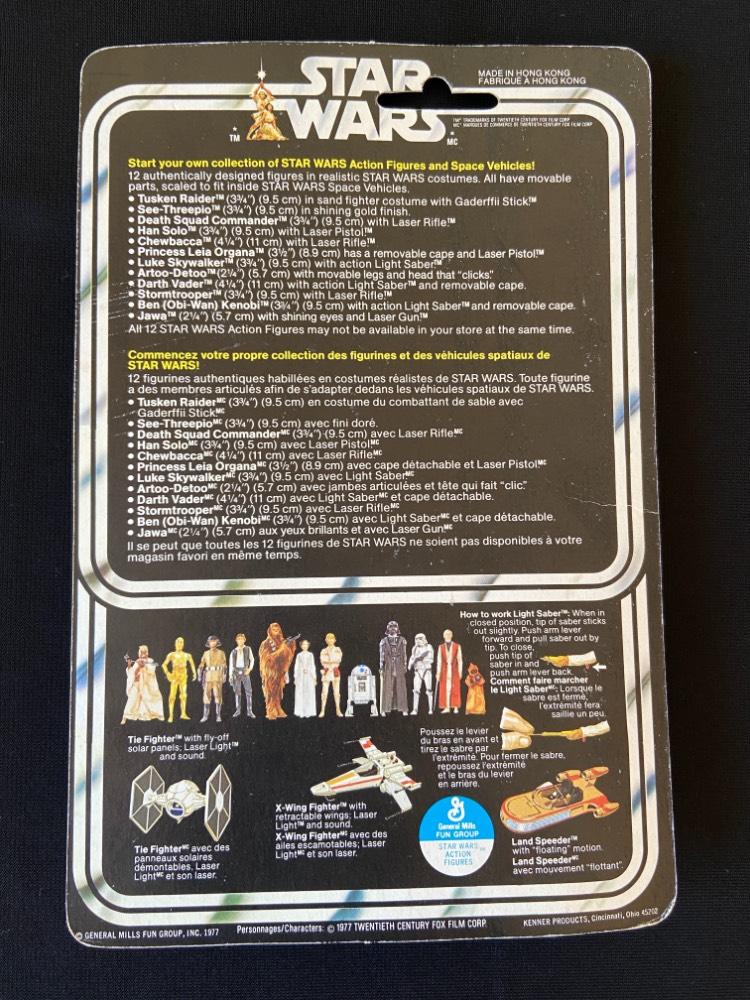 STAR
WARS
TM
MC
MADE IN HONG KONG
FABRIQUÉ À HONG KONG
TM* TRADEMARKS OF TWENTIETH CENTURY FOX FILM CORP.
MC* MARQUES DE COMMERCE DE TWENTIETH CENTURY FOX FILM CORP.
Start your own collection of STAR WARS Action Figures and Space Vehicles!
12 authentically designed figures in realistic STAR WARS costumes. All have movable
parts, scaled to fit inside STAR WARS Space Vehicles.
• Tusken Raider™ (3¾″) (9.5 cm) in sand fighter costume with Gaderffii Stick™
• See-Threepio™ (3¾″) (9.5 cm) in shining gold finish.
• Death Squad Commander™ (3¾″) (9.5 cm) with Laser Rifle™
• Han Solo™ (3¾″) (9.5 cm) with Laser Pistol™
• Chewbacca™ (4¼″) (11 cm) with Laser Rifle™
• Princess Leia Organa™ (3½″) (8.9 cm) has a removable cape and Laser Pistol™
• Luke Skywalker™ (3¾″) (9.5 cm) with action Light Saber™
• Artoo-Detoo™ (2¼″) (5.7 cm) with movable legs and head that “clicks.”
• Darth Vader™ (4¼″) (11 cm) with action Light Saber™ and removable cape.
• Stormtrooper™ (3¾″) (9.5 cm) with Laser Rifle™
• Ben (Obi-Wan) Kenobi™ (3¾″) (9.5 cm) with action Light Saber™ and removable cape.
• Jawa™ (2¼″) (5.7 cm) with shining eyes and Laser Gun™
All 12 STAR WARS Action Figures may not be available in your store at the same time.
Commencez votre propre collection des figurines et des véhicules spatiaux de
STAR WARS!
12 figurines authentiques habillées en costumes réalistes de STAR WARS. Toute figurine
a des membres articulés afin de s'adapter dedans les véhicules spatiaux de STAR WARS.
• Tusken Raider MC (3¾″) (9.5 cm) en costume du combattant de sable avec
Gaderffii Stick MC
• See-Threepio MC (3¾″) (9.5 cm) avec fini doré.
• Death Squad Commander MC (3¾″) (9.5 cm) avec Laser Rifle MC
• Han Solo MC (3¾″) (9.5 cm) avec Laser Pistol MC
• Chewbacca MC (4¼″) (11 cm) avec Laser Rifle MC
• Princess Leia Organa MC (3½″) (8.9 cm) avec cape détachable et Laser Pistol MC
• Luke Skywalker MC (3¾″) (9.5 cm) avec Light Saber MC
• Artoo-Detoo MC (2¼″) (5.7 cm) avec jambes articulées et tête qui fait “clic.”
• Darth Vader MC (4¼″) (11 cm) avec Light Saber MC et cape détachable.
• Stormtrooper MC (3¾″) (9.5 cm) avec Laser Rifle MC
• Ben (Obi-Wan) Kenobi MC (3¾″) (9.5 cm) avec Light Saber MC et cape détachable.
• Jawa MC (2¼″) (5.7 cm) aux yeux brillants et avec Laser Gun MC
Il se peut que toutes les 12 figurines de STAR WARS ne soient pas disponibles à votre
magasin favori en même temps.
How to work Light Saber™: When in
closed position, tip of saber sticks
out slightly. Push arm lever
forward and pull saber out by
tip. To close,
push tip of
saber in and
push arm lever back.
Comment faire marcher
le Light Saber MC: Lorsque le
sabre est fermé,
l'extrémité fera
saillie un peu.
Poussez le levier
du bras en avant et
tirez le sabre par
l'extrémité. Pour fermer le sabre,
repoussez l'extrémité
et le bras du levier
en arrière.
Tie Fighter™ with fly-off
solar panels; Laser Light™
and sound.
Tie Fighter MC avec des
panneaux solaires
démontables, Laser
Light MC et son laser.
X-Wing Fighter™ with
retractable wings; Laser
Light™ and sound.
X-Wing Fighter MC avec des
ailes escamotables; Laser
Light MC et son laser.
General Mills
FUN GROUP
STAR WARS™
ACTION
FIGURES
Land Speeder™
with “floating” motion.
Land Speeder MC
avec mouvement “flottant”.
© GENERAL MILLS FUN GROUP, INC. 1977
Personnages/Characters: © 1977 TWENTIETH CENTURY FOX FILM CORP.
KENNER PRODUCTS, Cincinnati, Ohio 45202